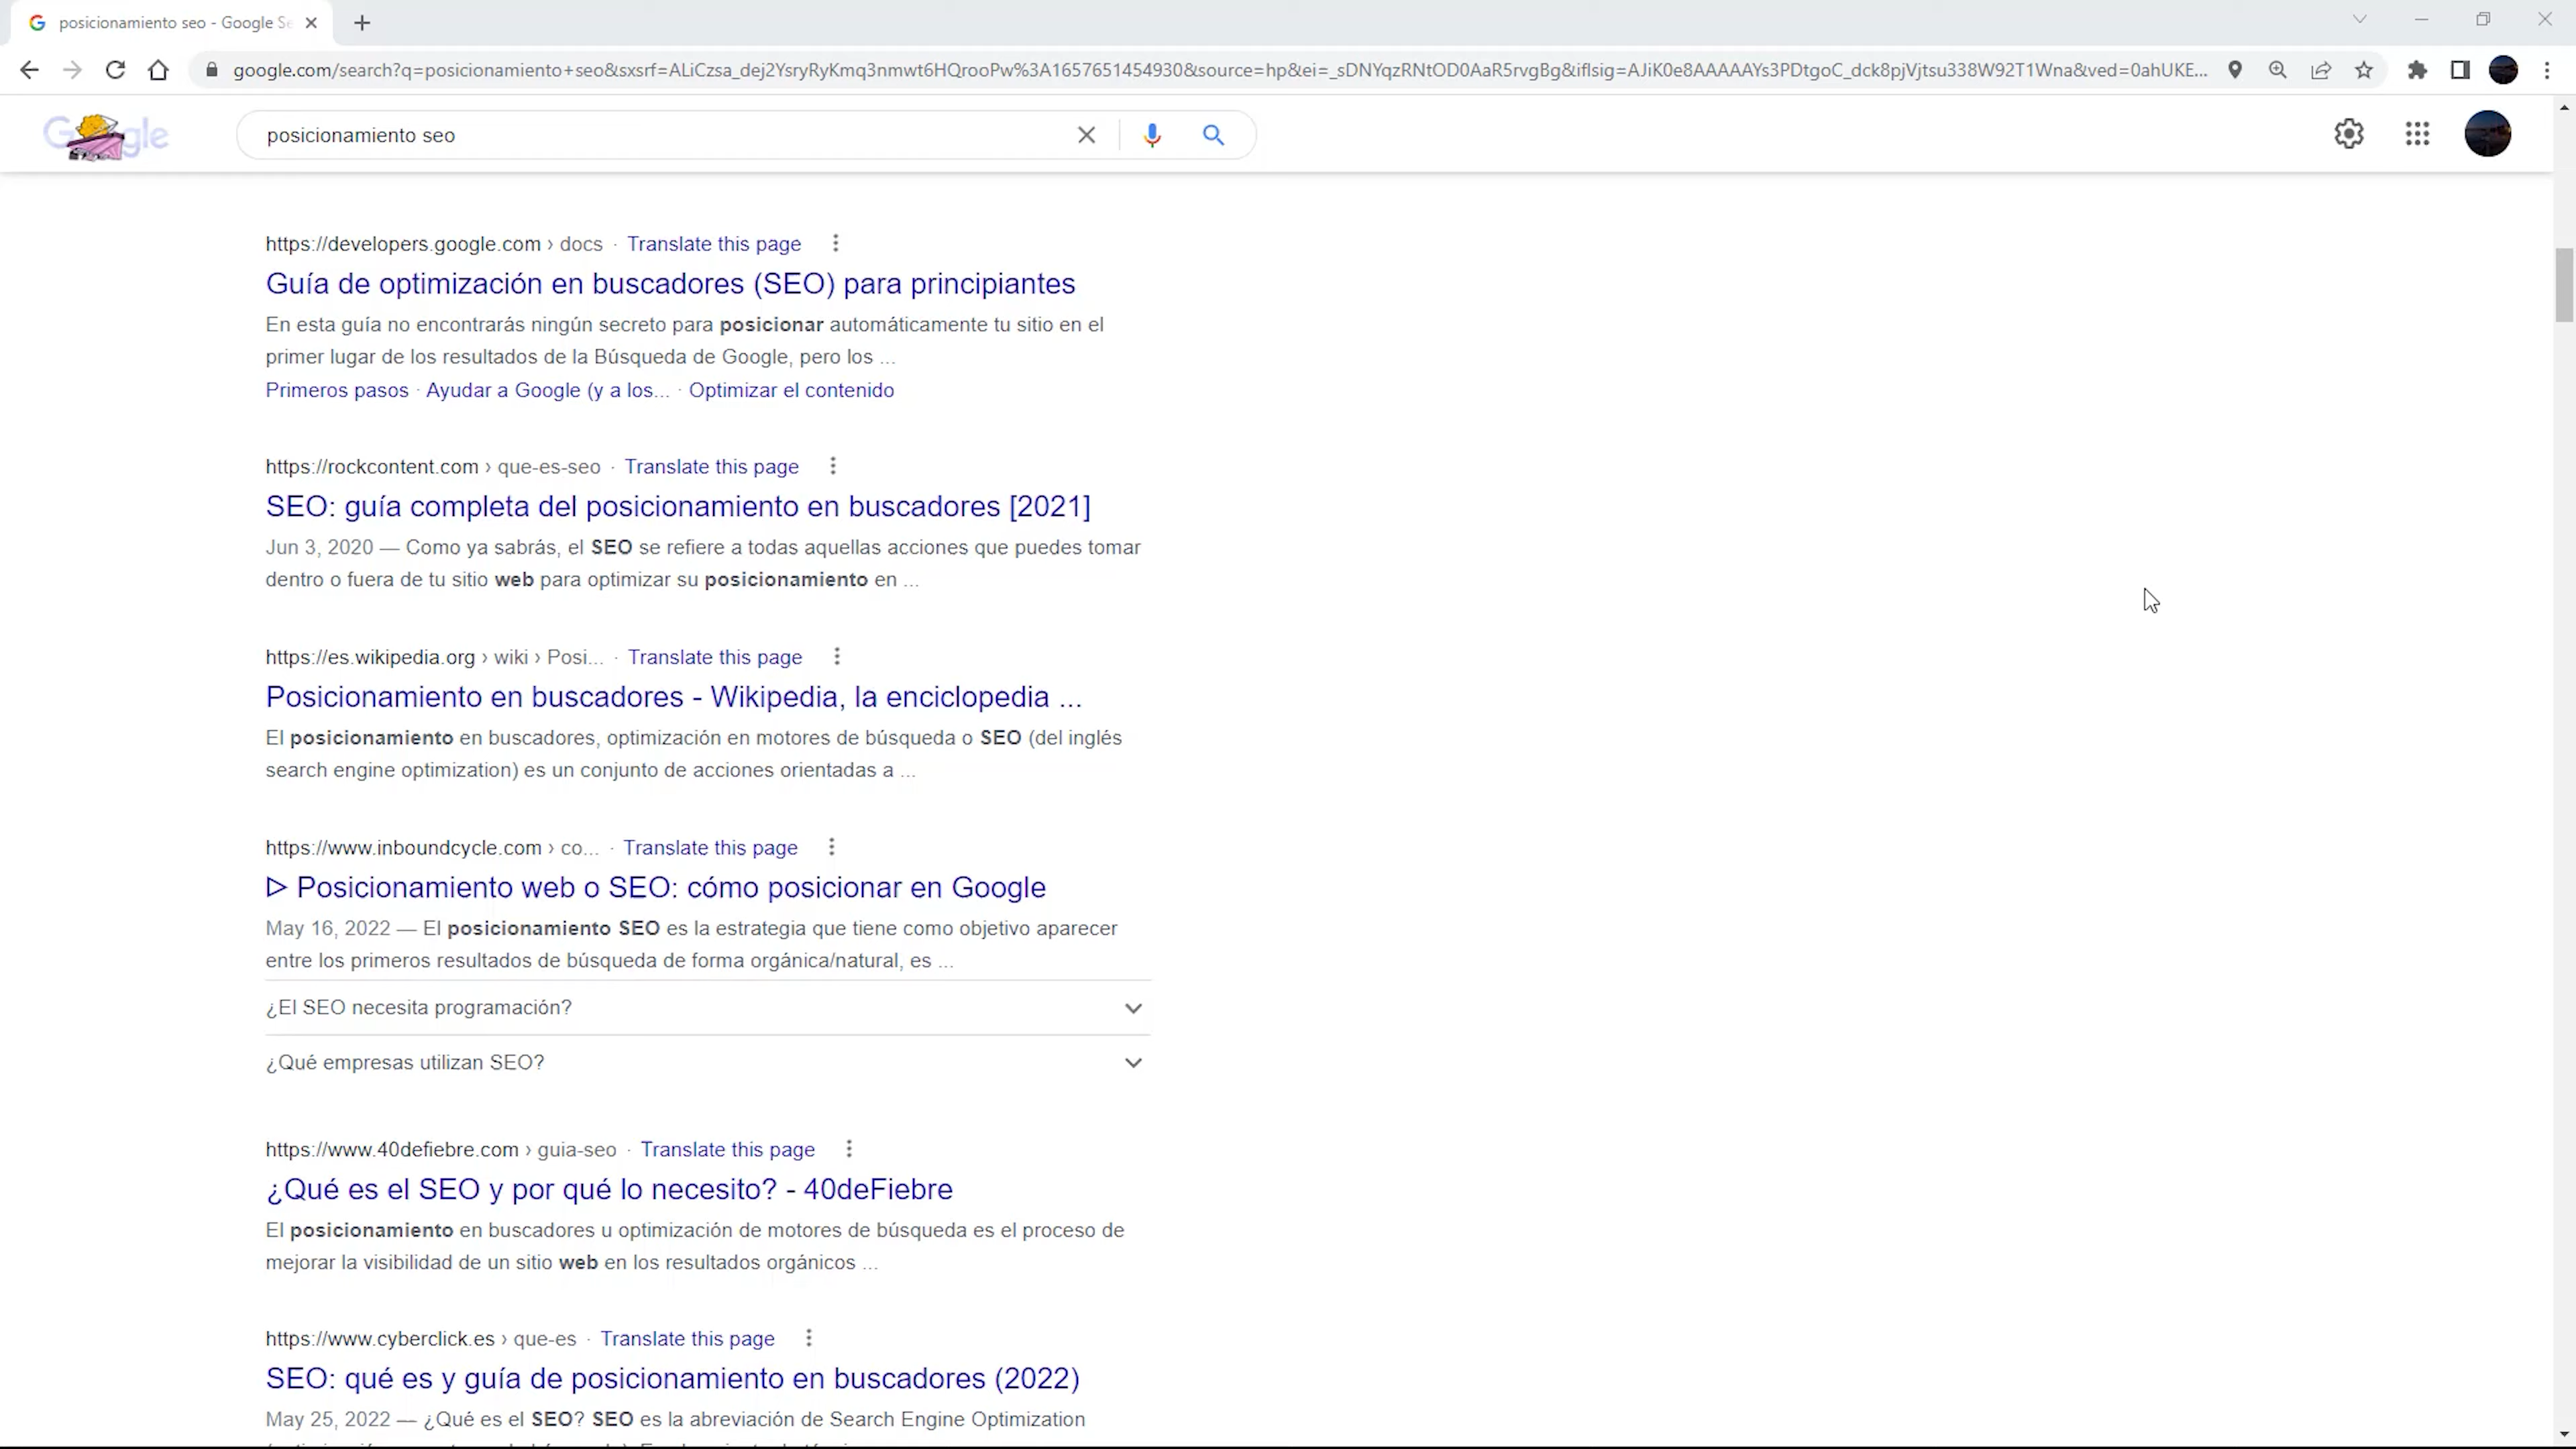 posicionamiento seo - Google Se
google.com/search?q=posicionamiento+seo&sxsrf=ALiCzsa_dej2YsryRyKmq3nmwt6HQrooPw%3A1657651454930&source=hp&ei=_sDNYqzRNtOD0AaR5rvgBg&iflsig=AJiK0e8AAAAAYs3PDtgoC_dck8pjVjtsu338W92T1Wna&ved=0ahUKE...
Google
posicionamiento seo
https://developers.google.com › docs · Translate this page
Guía de optimización en buscadores (SEO) para principiantes
En esta guía no encontrarás ningún secreto para posicionar automáticamente tu sitio en el
primer lugar de los resultados de la Búsqueda de Google, pero los ...
Primeros pasos · Ayudar a Google (y a los... · Optimizar el contenido
https://rockcontent.com › que-es-seo · Translate this page
SEO: guía completa del posicionamiento en buscadores [2021]
Jun 3, 2020 — Como ya sabrás, el SEO se refiere a todas aquellas acciones que puedes tomar
dentro o fuera de tu sitio web para optimizar su posicionamiento en ...
https://es.wikipedia.org › wiki › Posi... · Translate this page
Posicionamiento en buscadores - Wikipedia, la enciclopedia ...
El posicionamiento en buscadores, optimización en motores de búsqueda o SEO (del inglés
search engine optimization) es un conjunto de acciones orientadas a ...
https://www.inboundcycle.com › co... · Translate this page
▷ Posicionamiento web o SEO: cómo posicionar en Google
May 16, 2022 — El posicionamiento SEO es la estrategia que tiene como objetivo aparecer
entre los primeros resultados de búsqueda de forma orgánica/natural, es ...
¿El SEO necesita programación?
¿Qué empresas utilizan SEO?
https://www.40defiebre.com › guia-seo · Translate this page
¿Qué es el SEO y por qué lo necesito? - 40deFiebre
El posicionamiento en buscadores u optimización de motores de búsqueda es el proceso de
mejorar la visibilidad de un sitio web en los resultados orgánicos ...
https://www.cyberclick.es › que-es · Translate this page
SEO: qué es y guía de posicionamiento en buscadores (2022)
May 25, 2022 — ¿Qué es el SEO? SEO es la abreviación de Search Engine Optimization